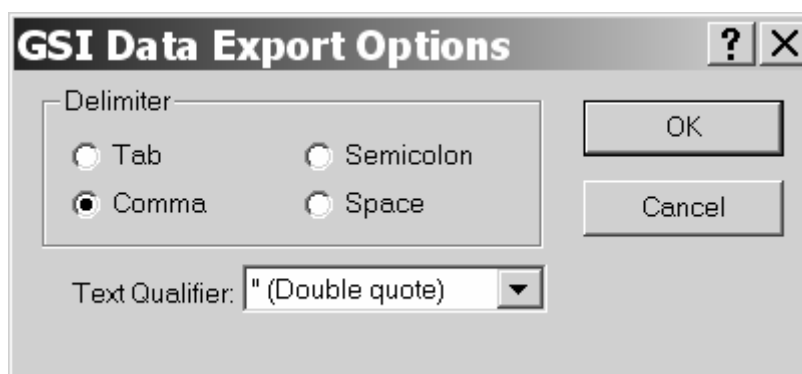 GSI Data Export Options
Delimiter
Tab
Semicolon
Comma
Space
OK
Cancel
Text Qualifier: " (Double quote)